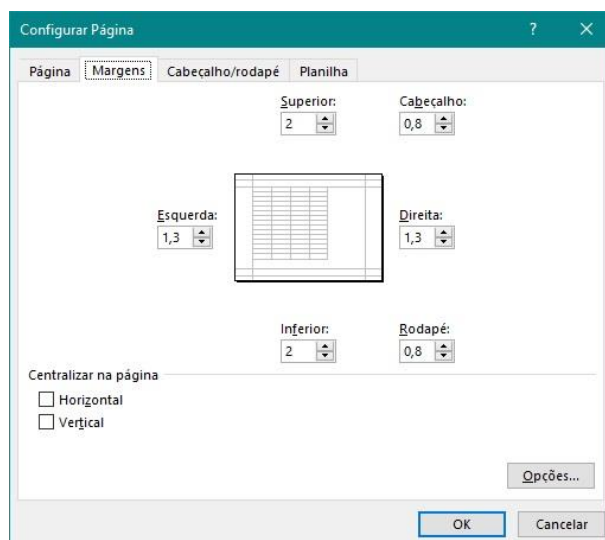 Configurar Página ? ×
Página Margens Cabeçalho/rodapé Planilha
Superior: Cabeçalho:
2 0,8
Esquerda: Direita:
1,3 1,3
Inferior: Rodapé:
2 0,8
Centralizar na página
Horizontal
Vertical
Opções...
OK Cancelar